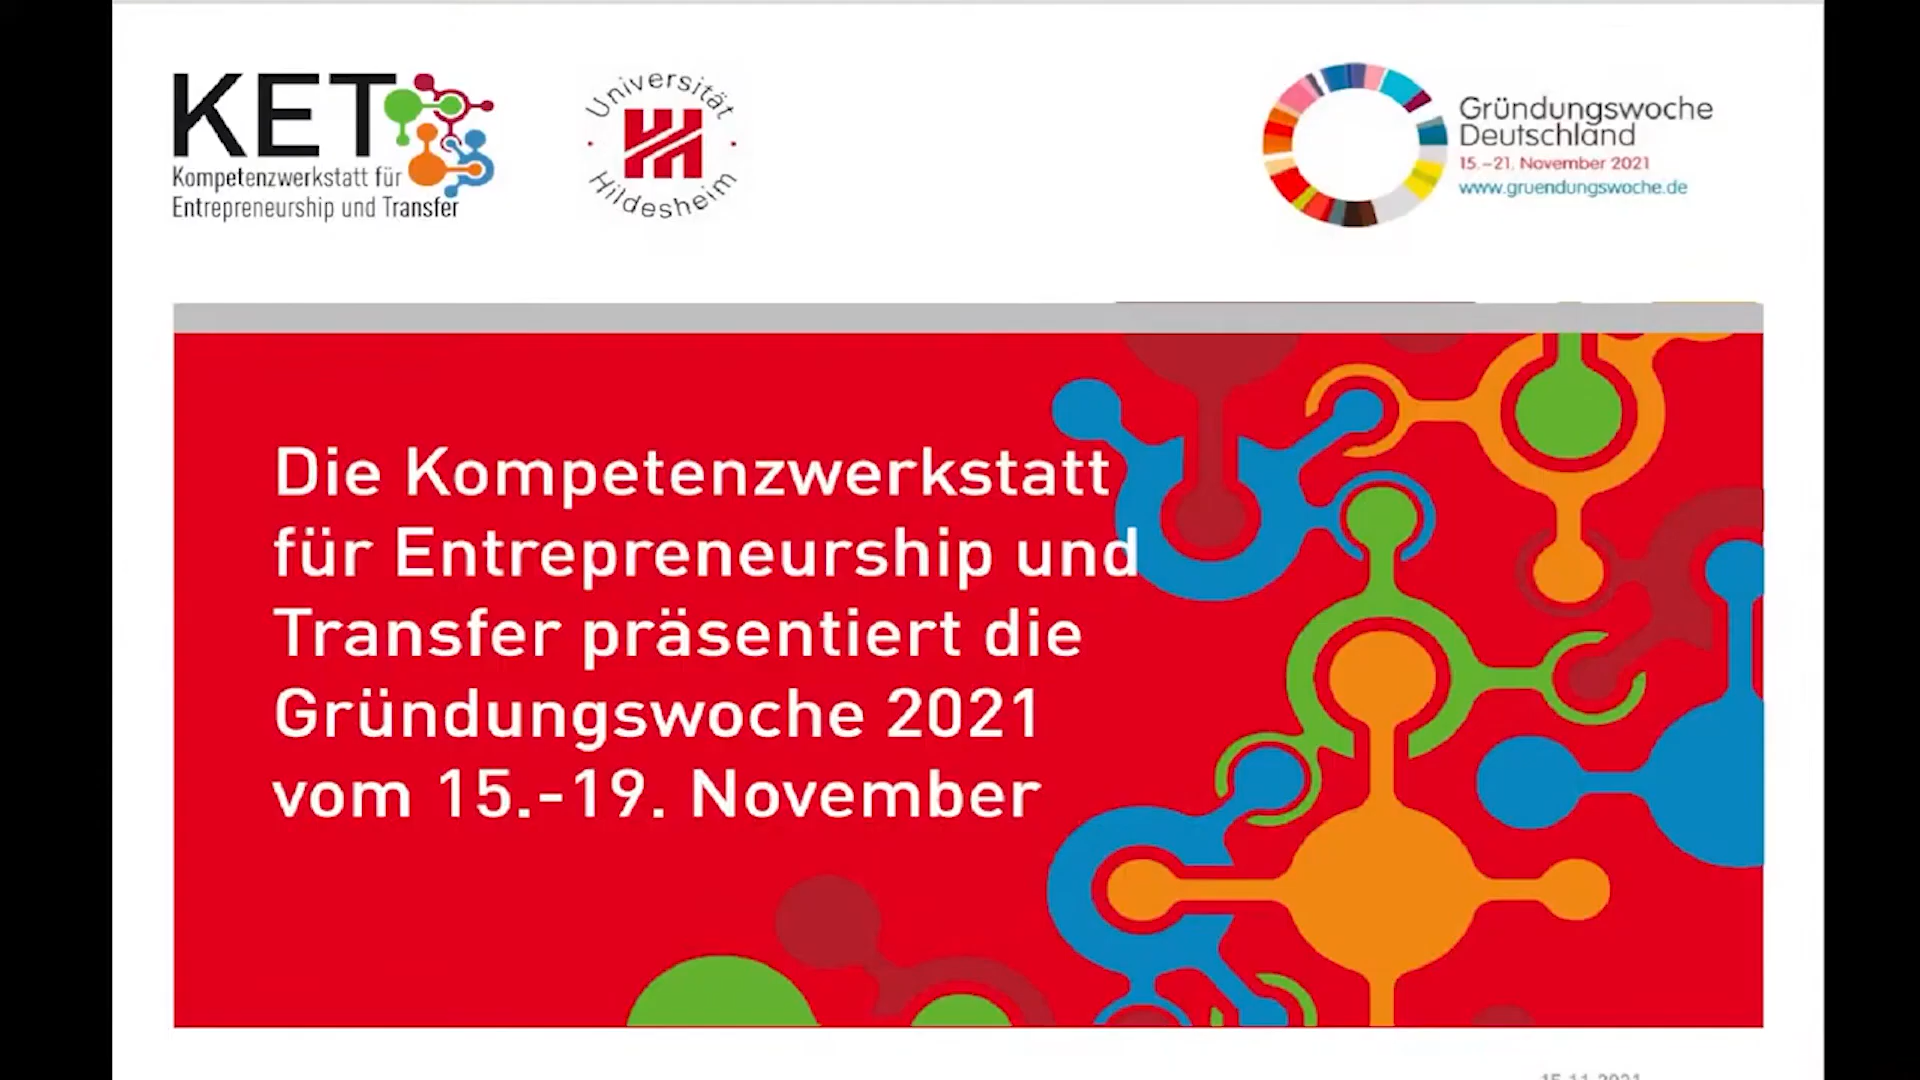 KET
Kompetenzwerkstatt für
Entrepreneurship und Transfer
Universität
Hildesheim
Gründungswoche
Deutschland
15.–21. November 2021
www.gruendungswoche.de
Die Kompetenzwerkstatt
für Entrepreneurship und
Transfer präsentiert die
Gründungswoche 2021
vom 15.-19. November